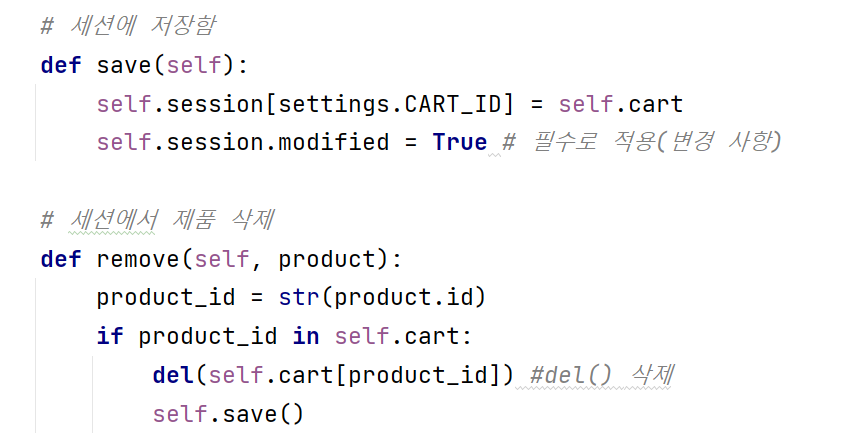 # 세션에 저장함
def save(self):
    self.session[settings.CART_ID] = self.cart
    self.session.modified = True # 필수로 적용(변경 사항)
# 세션에서 제품 삭제
def remove(self, product):
    product_id = str(product.id)
    if product_id in self.cart:
        del(self.cart[product_id]) #del() 삭제
        self.save()